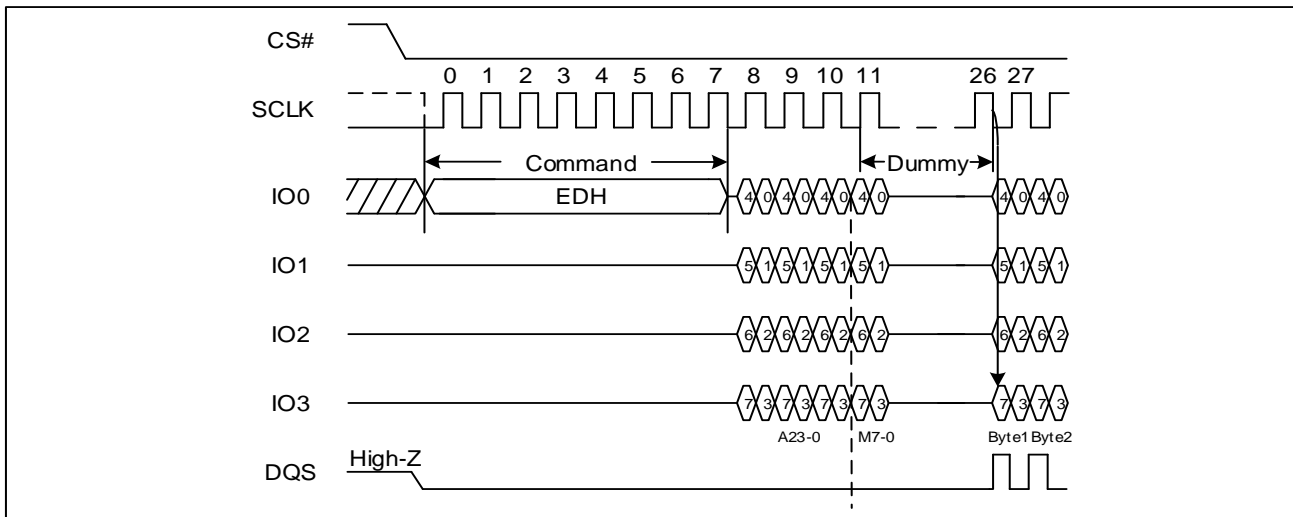 CS#
0 1 2 3 4 5 6 7 8 9 10 11 26 27
SCLK
Command Dummy
IO0 EDH 4 0 4 0 4 0 4 0 4 0 4 0
IO1 5 1 5 1 5 1 5 1 5 1 5 1
IO2 6 2 6 2 6 2 6 2 6 2 6 2
IO3 7 3 7 3 7 3 7 3 7 3 7 3
A23-0 M7-0 Byte1 Byte2
High-Z
DQS